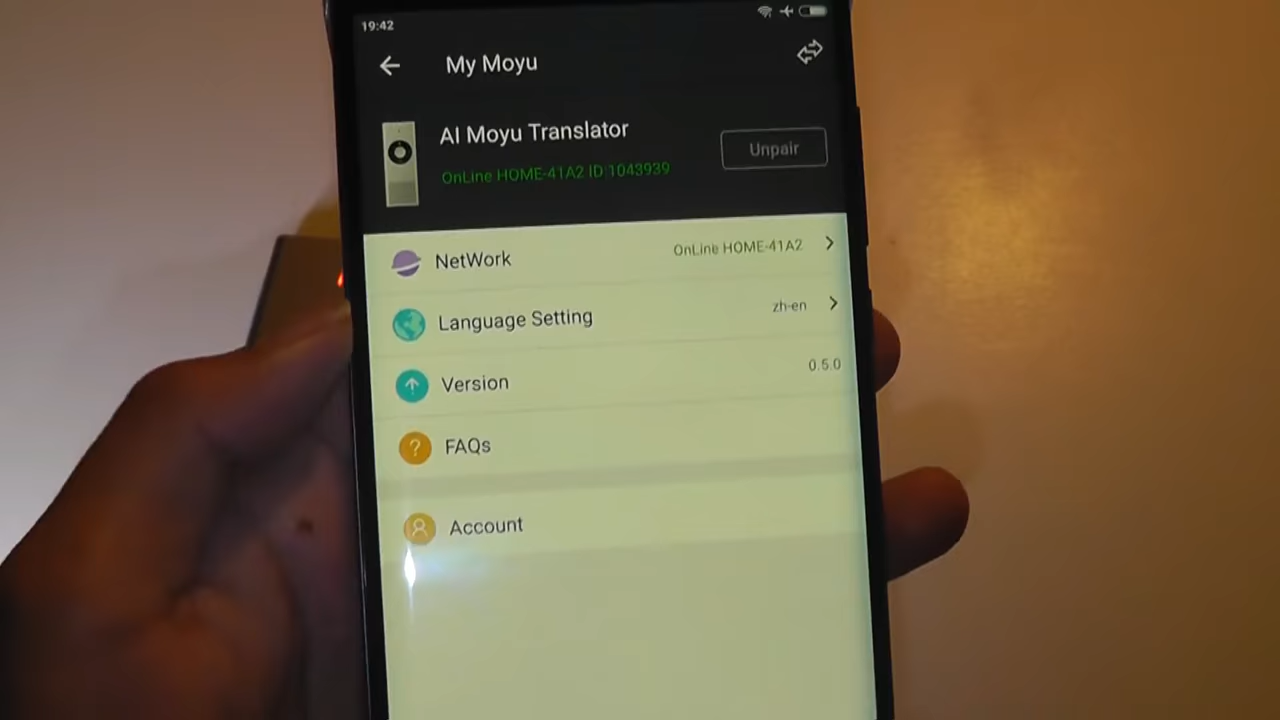 19:42
My Moyu
AI Moyu Translator
Unpair
OnLine HOME-41A2 ID 1043939
NetWork OnLine HOME-41A2
Language Setting zh-en
Version 0.5.0
FAQs
Account